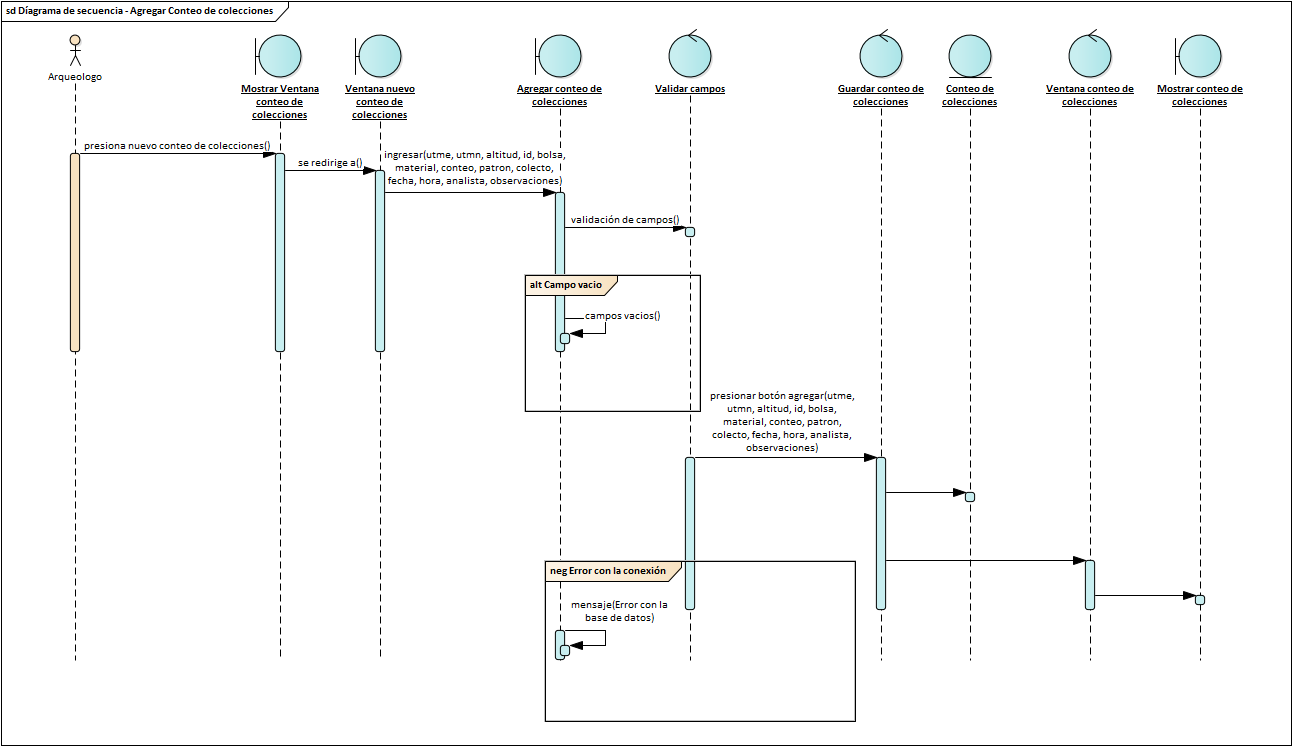 sd Díagrama de secuencia - Agregar Conteo de colecciones
Arqueologo
Mostrar Ventana
conteo de
colecciones
Ventana nuevo
conteo de
colecciones
Agregar conteo de
colecciones
Validar campos
Guardar conteo de
colecciones
Conteo de
colecciones
Ventana conteo de
colecciones
Mostrar conteo de
colecciones
presiona nuevo conteo de colecciones()
se redirige a()
ingresar(utme, utmn, altitud, id, bolsa,
material, conteo, patron, colecto,
fecha, hora, analista, observaciones)
validación de campos()
alt Campo vacio
campos vacios()
presionar botón agregar(utme,
utmn, altitud, id, bolsa,
material, conteo, patron,
colecto, fecha, hora, analista,
observaciones)
neg Error con la conexión
mensaje(Error con la
base de datos)